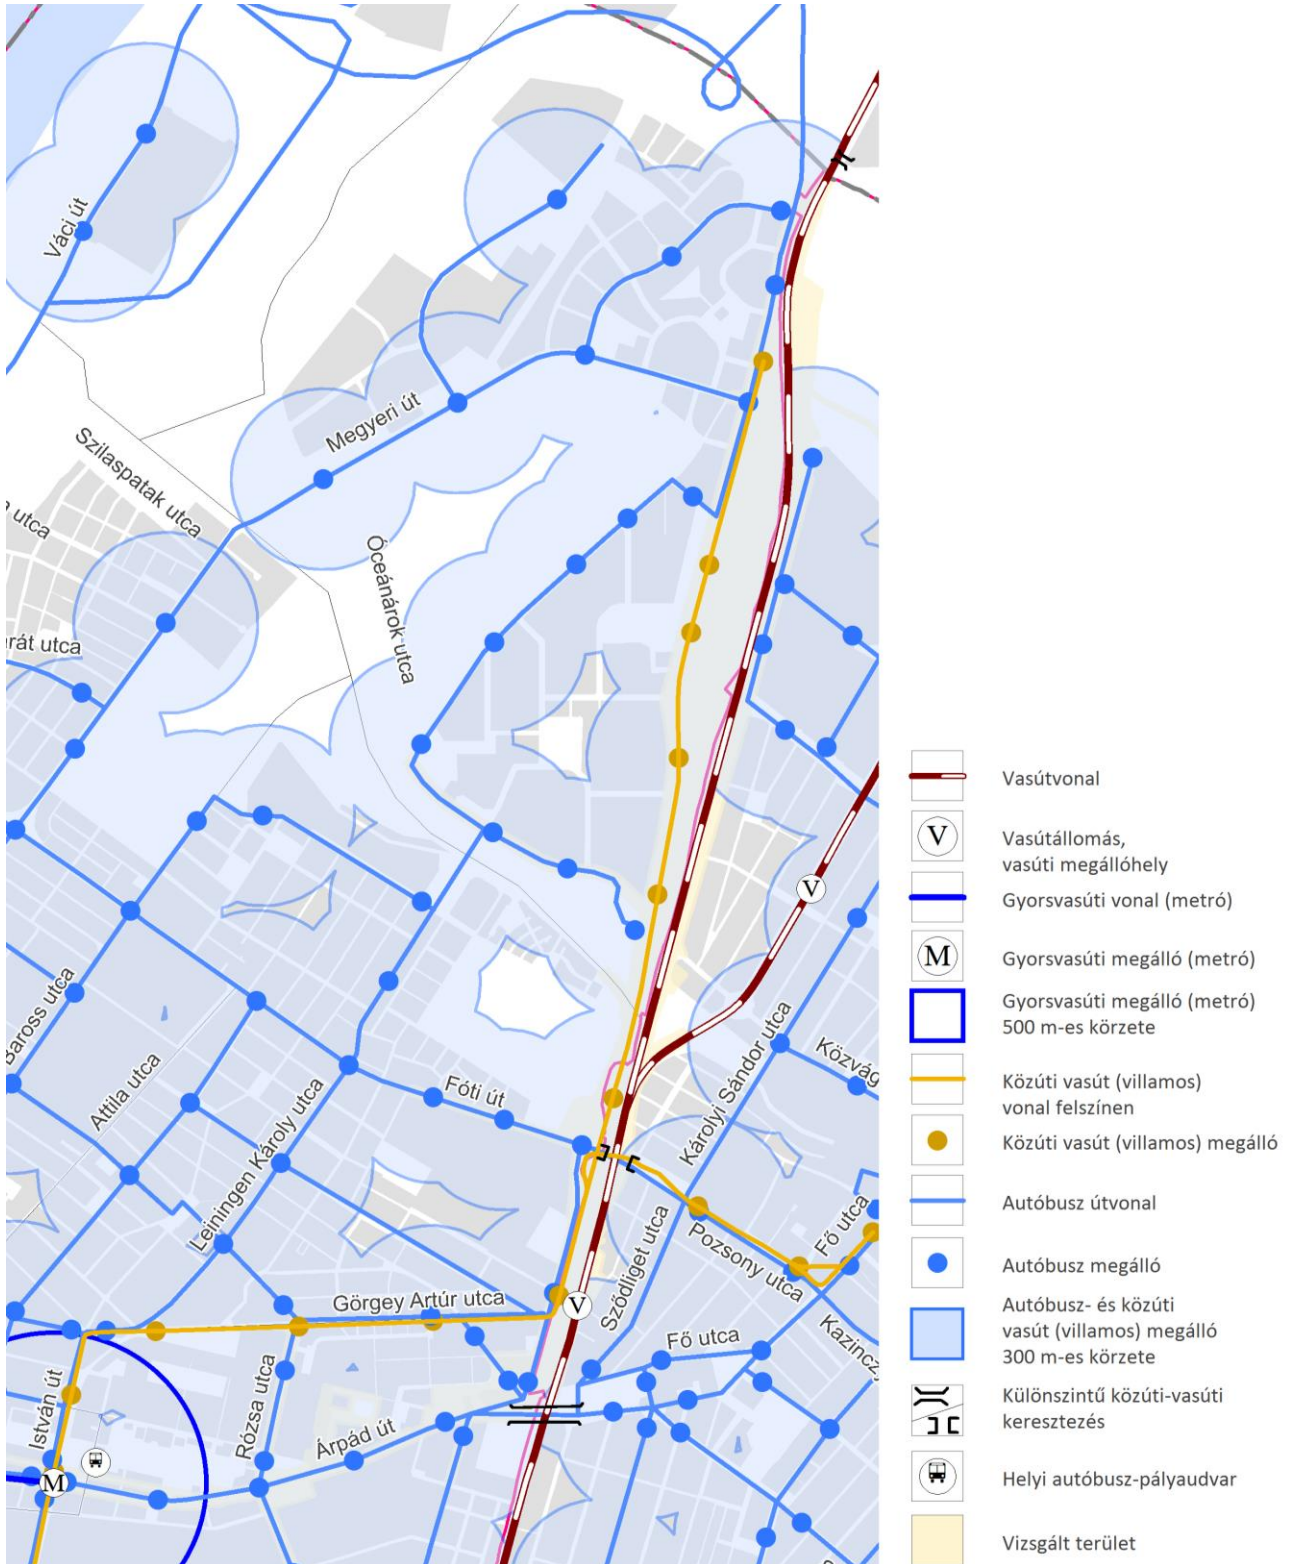 Váci út
Megyeri út
Szilaspatak utca
utca
Óceánárok utca
rát utca
Baross utca
Attila utca
Leiningen Károly utca
Fóti út
Károlyi Sándor utca
Közvág
V
Görgey Artúr utca
V
Sződliget utca
Pozsony utca
Fő utca
Fő utca
Kazinczy
István út
Rózsa utca
Árpád út
M
Vasútvonal
V
Vasútállomás,
vasúti megállóhely
Gyorsvasúti vonal (metró)
M
Gyorsvasúti megálló (metró)
Gyorsvasúti megálló (metró)
500 m-es körzete
Közúti vasút (villamos)
vonal felszínen
Közúti vasút (villamos) megálló
Autóbusz útvonal
Autóbusz megálló
Autóbusz- és közúti
vasút (villamos) megálló
300 m-es körzete
Különszintű közúti-vasúti
keresztezés
Helyi autóbusz-pályaudvar
Vizsgált terület